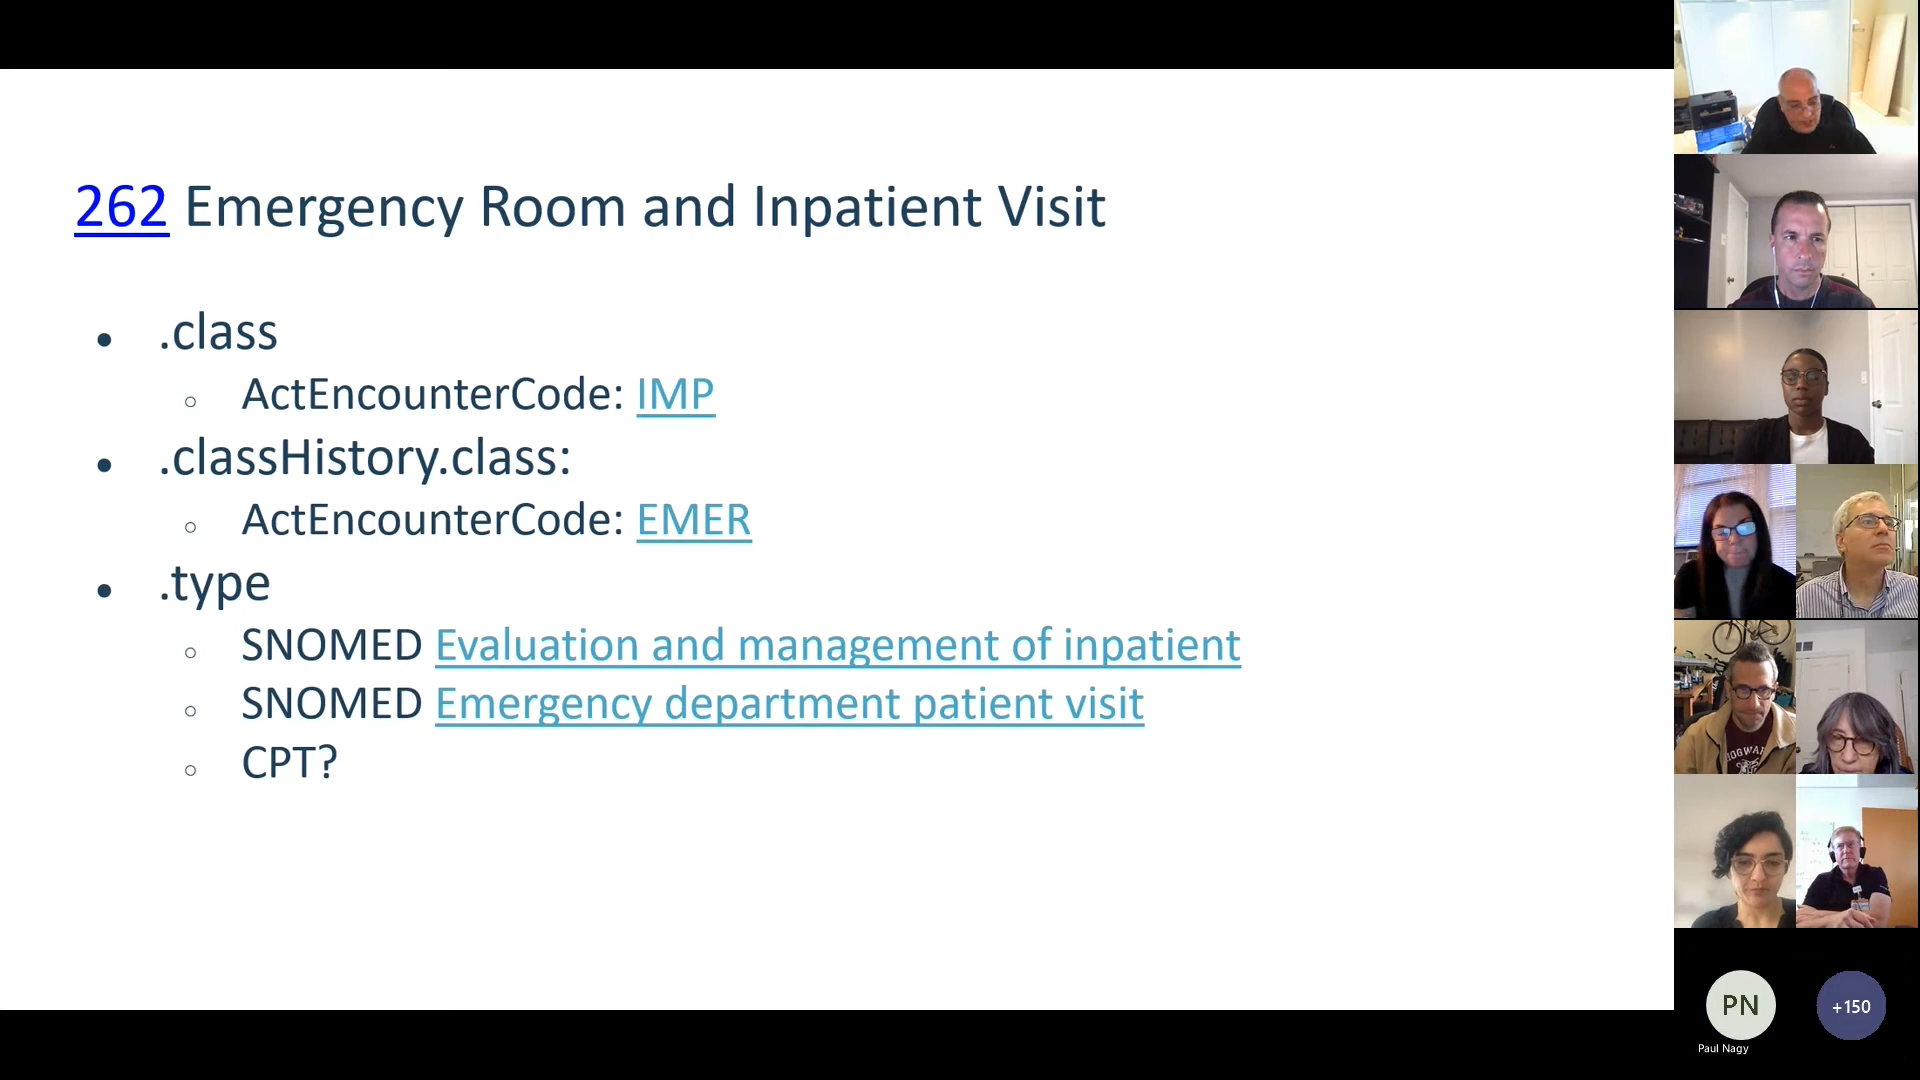 262 Emergency Room and Inpatient Visit
• .class
○ ActEncounterCode: IMP
• .classHistory.class:
○ ActEncounterCode: EMER
• .type
○ SNOMED Evaluation and management of inpatient
○ SNOMED Emergency department patient visit
○ CPT?
PN
+150
Paul Nagy